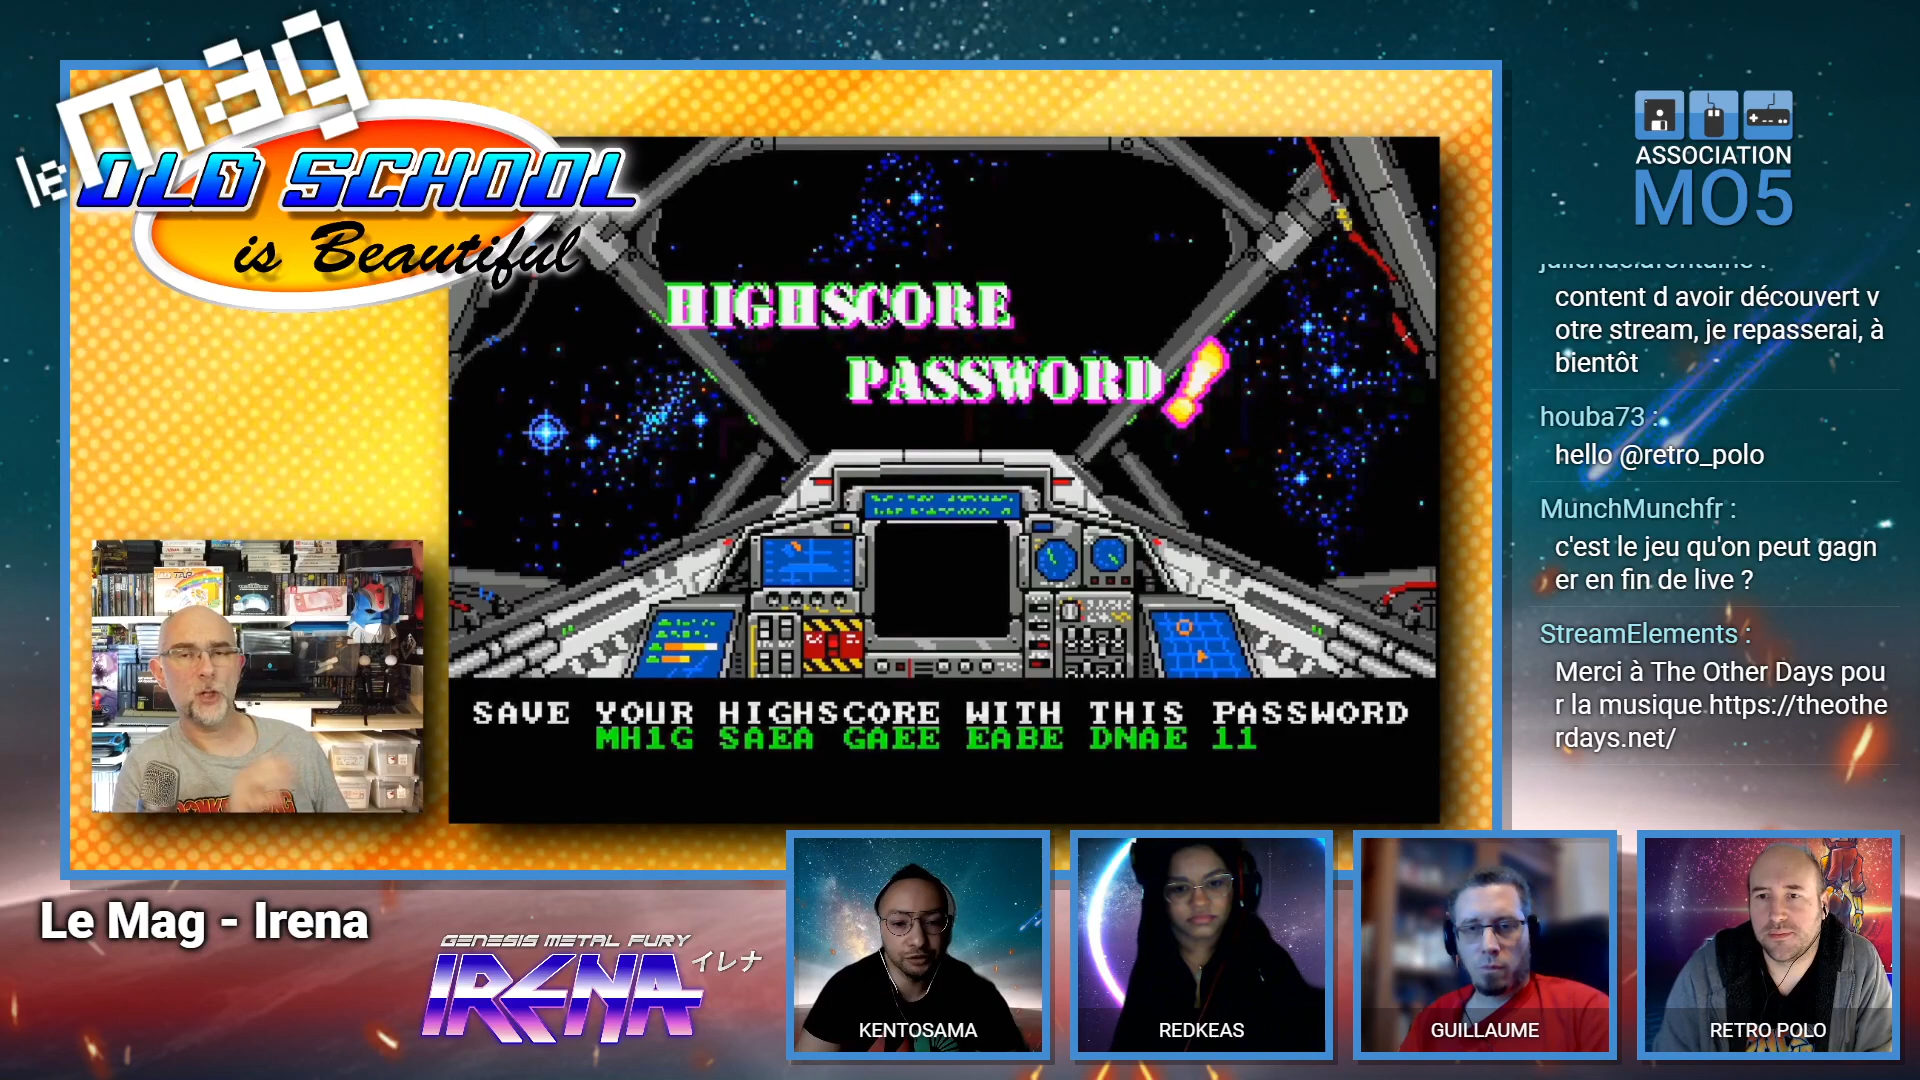 le Mag
OLD SCHOOL
is Beautiful
HIGHSCORE
PASSWORD!
SAVE YOUR HIGHSCORE WITH THIS PASSWORD
MH1G SAEA GAEE EABE DNAE 11
ASSOCIATION
MO5
juliendelafontaine :
content d avoir découvert v
otre stream, je repasserai, à
bientôt
houba73 :
hello @retro_polo
MunchMunchfr :
c'est le jeu qu'on peut gagn
er en fin de live ?
StreamElements :
Merci à The Other Days pou
r la musique https://theothe
rdays.net/
Le Mag - Irena
GENESIS METAL FURY
IRENA イレナ
KENTOSAMA
REDKEAS
GUILLAUME
RETRO POLO